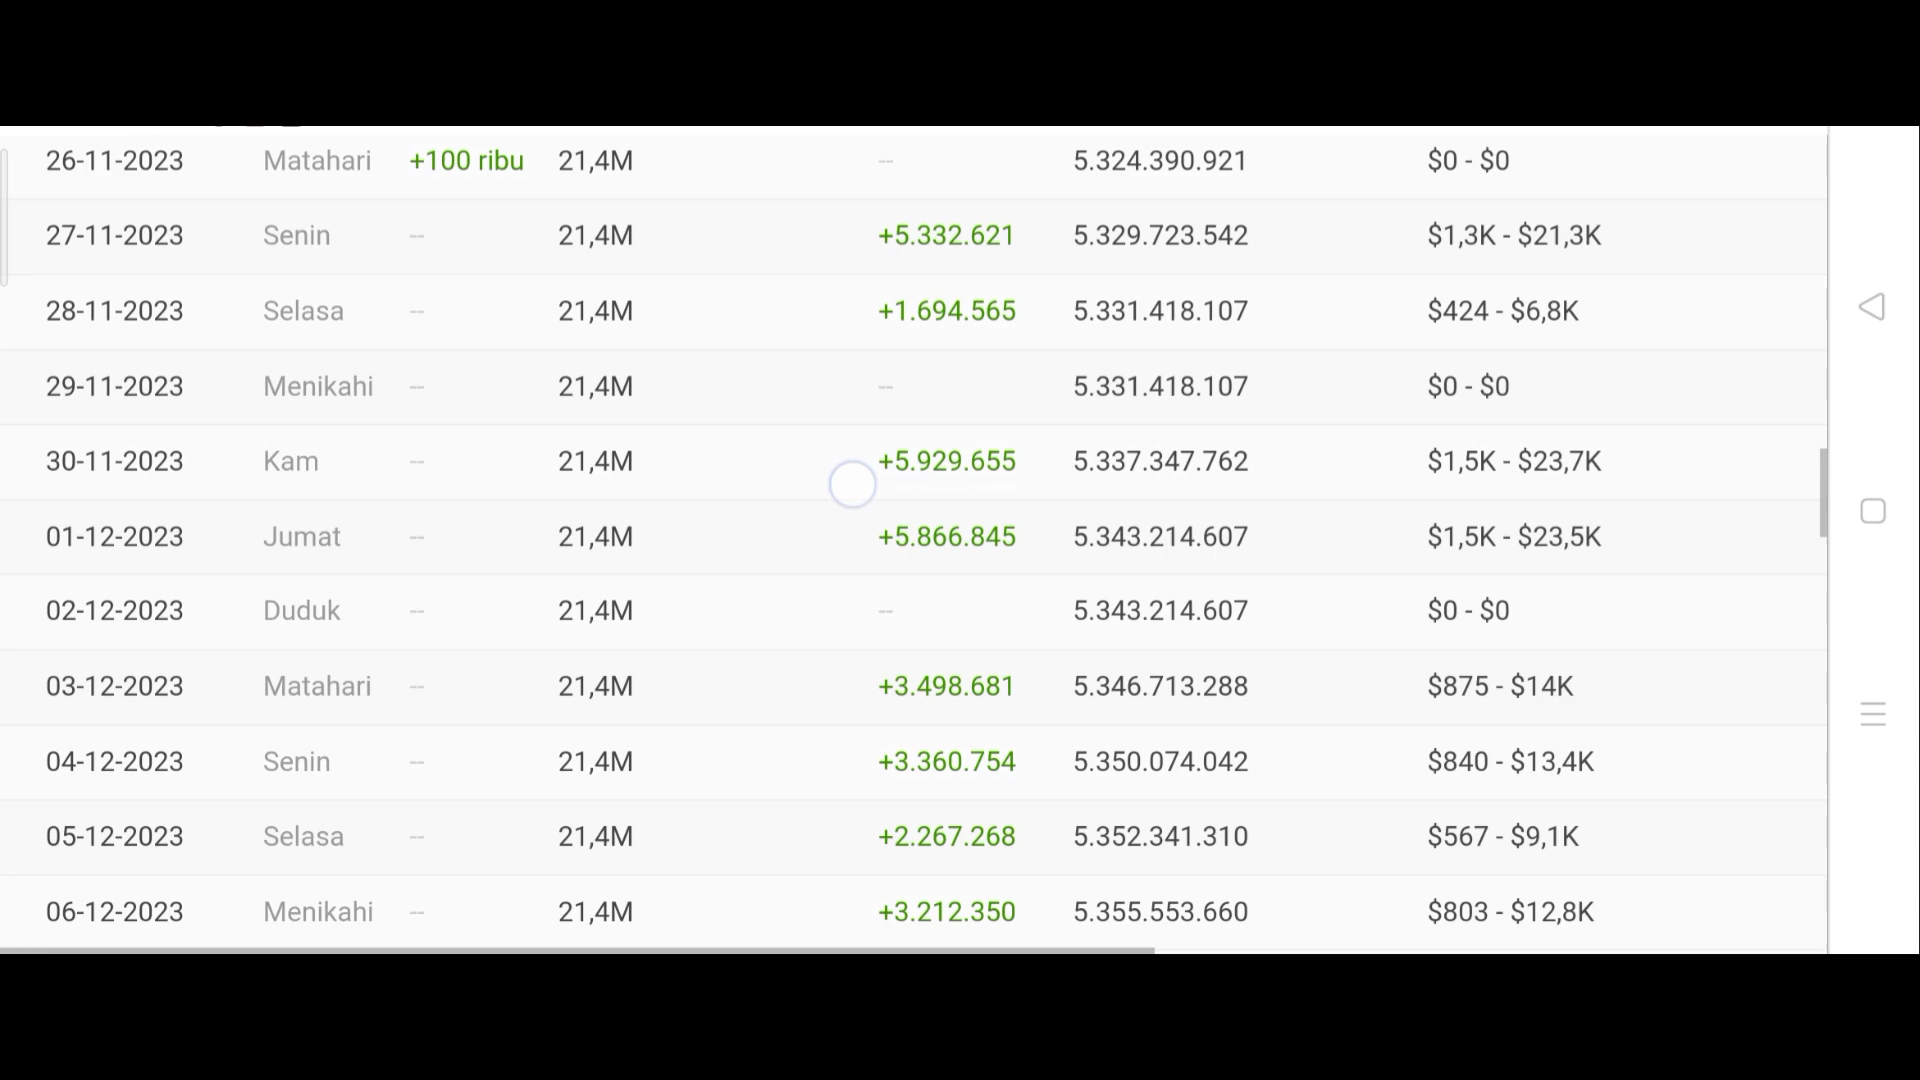 26-11-2023 Matahari +100 ribu 21,4M -- 5.324.390.921 $0 - $0
27-11-2023 Senin -- 21,4M +5.332.621 5.329.723.542 $1,3K - $21,3K
28-11-2023 Selasa -- 21,4M +1.694.565 5.331.418.107 $424 - $6,8K
29-11-2023 Menikahi -- 21,4M -- 5.331.418.107 $0 - $0
30-11-2023 Kam -- 21,4M +5.929.655 5.337.347.762 $1,5K - $23,7K
01-12-2023 Jumat -- 21,4M +5.866.845 5.343.214.607 $1,5K - $23,5K
02-12-2023 Duduk -- 21,4M -- 5.343.214.607 $0 - $0
03-12-2023 Matahari -- 21,4M +3.498.681 5.346.713.288 $875 - $14K
04-12-2023 Senin -- 21,4M +3.360.754 5.350.074.042 $840 - $13,4K
05-12-2023 Selasa -- 21,4M +2.267.268 5.352.341.310 $567 - $9,1K
06-12-2023 Menikahi -- 21,4M +3.212.350 5.355.553.660 $803 - $12,8K